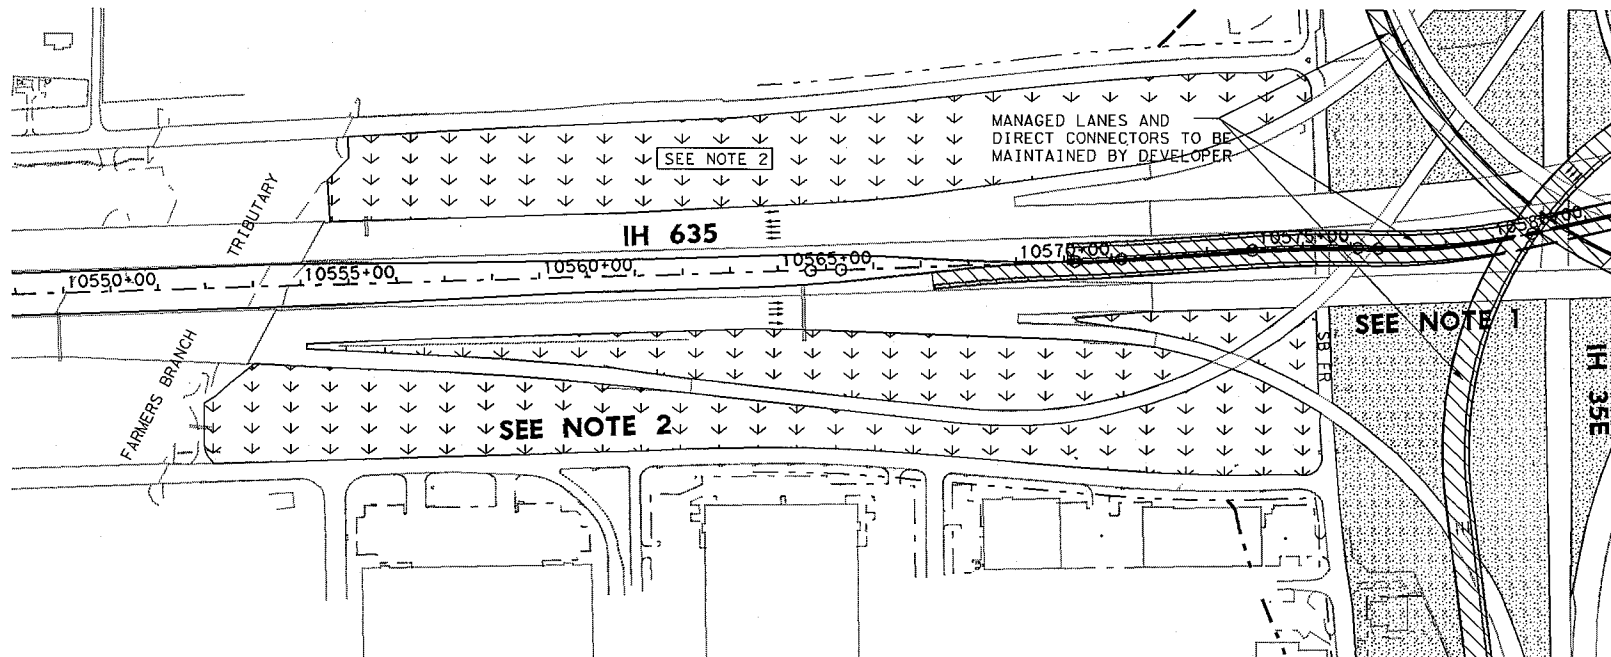 MANAGED LANES AND
DIRECT CONNECTORS TO BE
MAINTAINED BY DEVELOPER
SEE NOTE 2
TRIBUTARY
IH 635
10550+00
10555+00
10560+00
10565+00
10570+00
10575+00
10580+00
SEE NOTE 1
SB FR
IH 35E
FARMERS BRANCH
SEE NOTE 2